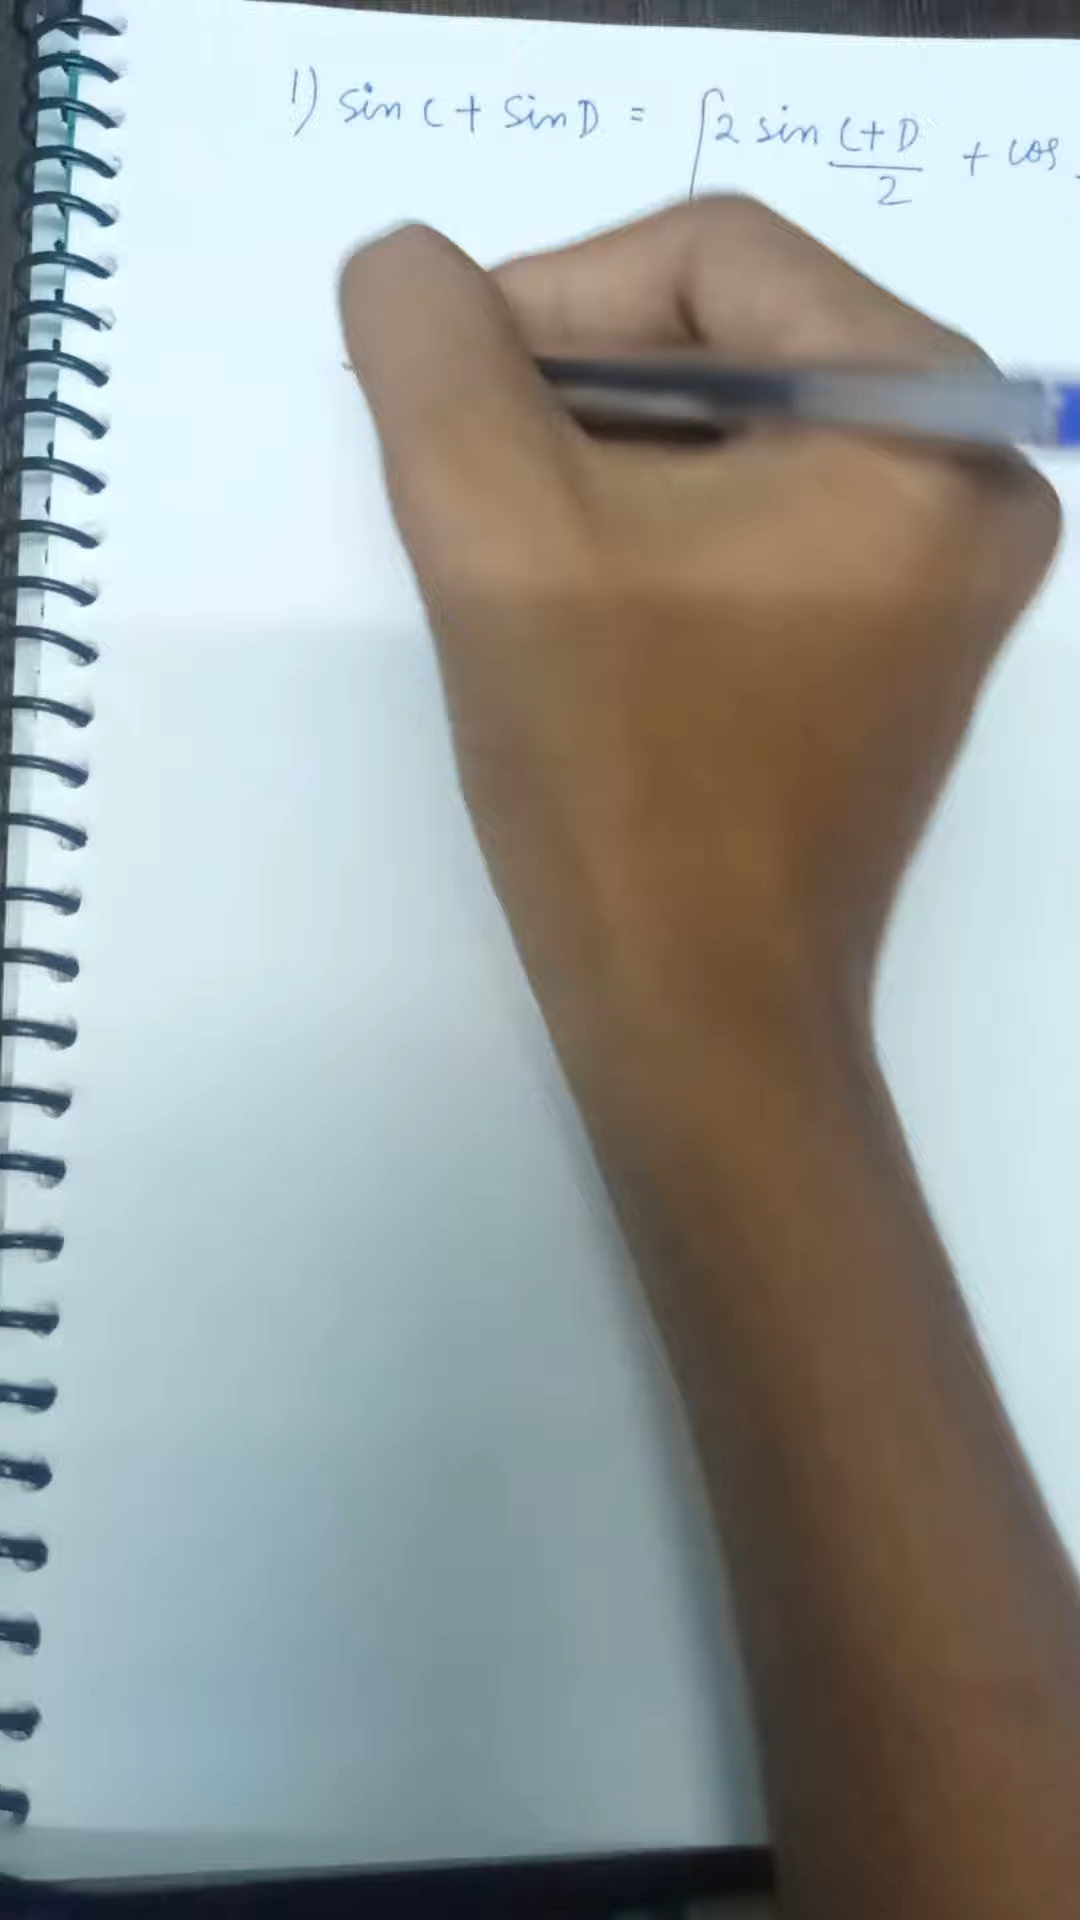 1) sin C + sin D = ∫2 sin C+D/2 + cos